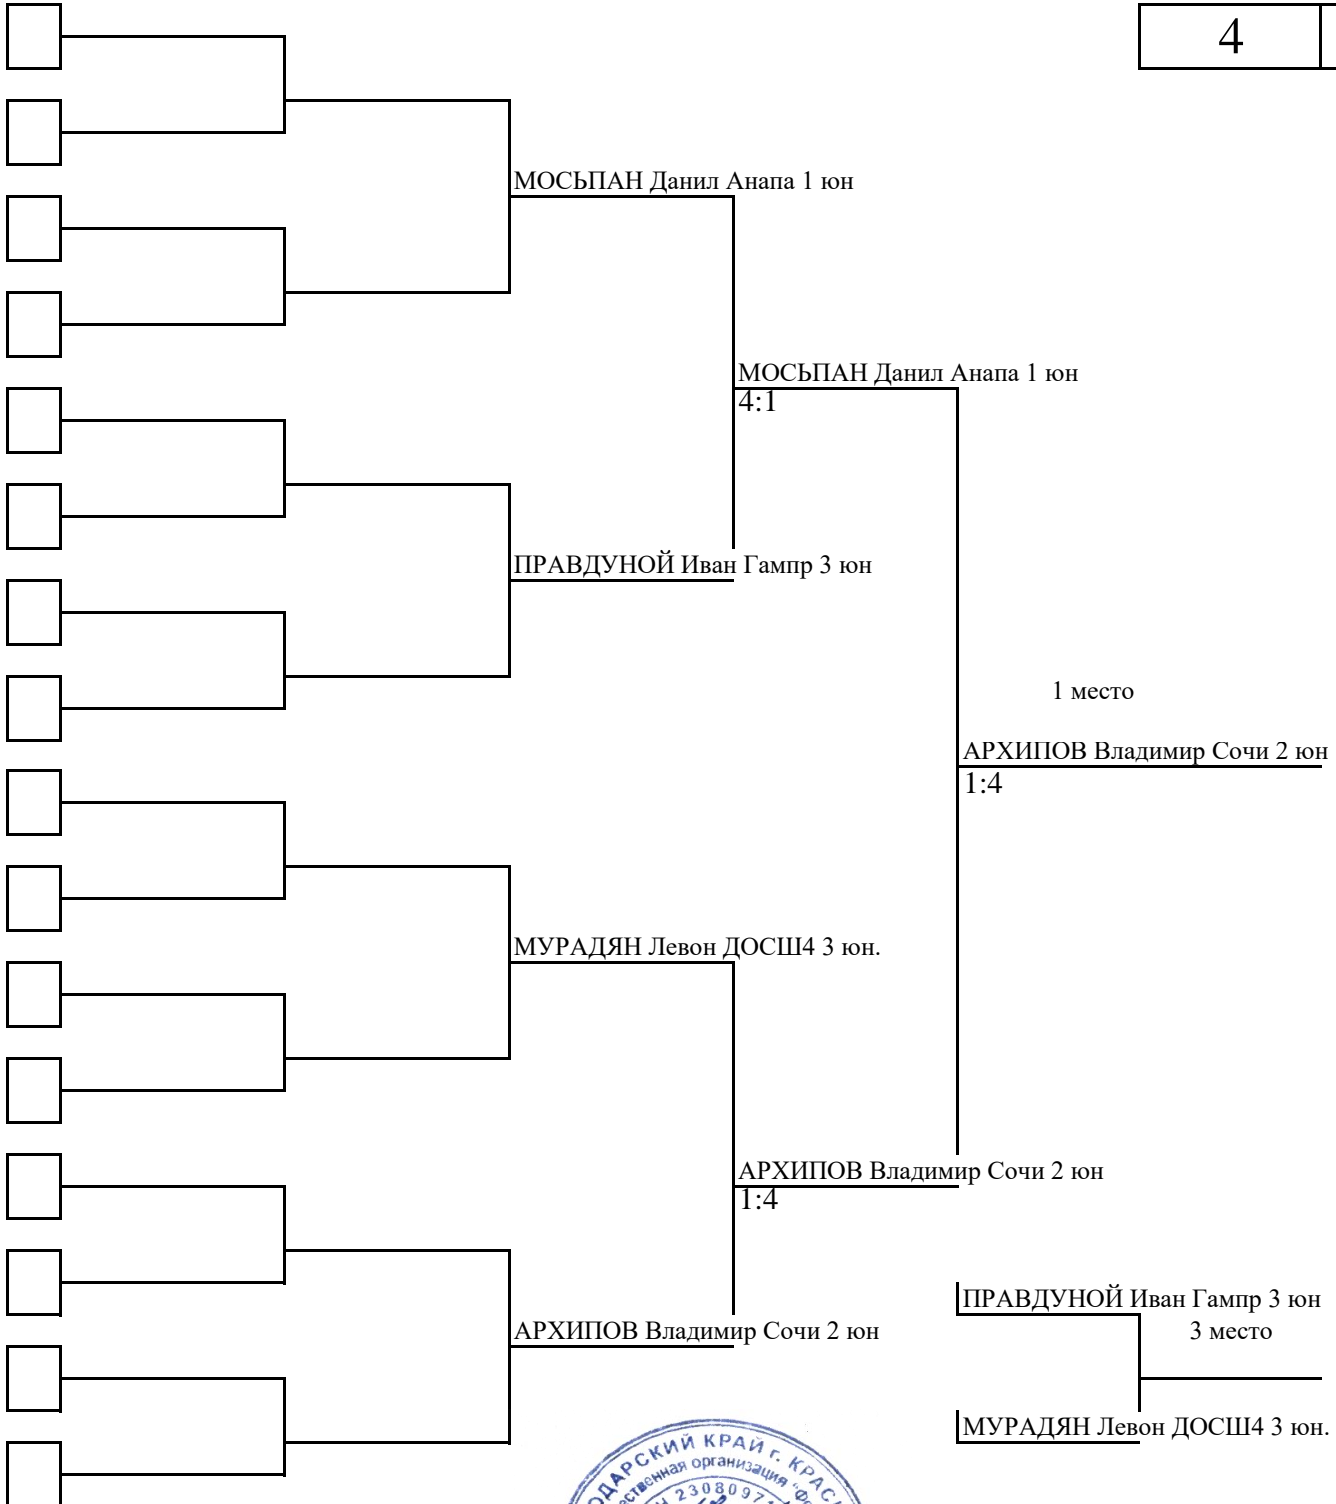 4
МОСЬПАН Данил Анапа 1 юн
МОСЬПАН Данил Анапа 1 юн
4:1
ПРАВДУНОЙ Иван Гампр 3 юн
1 место
АРХИПОВ Владимир Сочи 2 юн
1:4
МУРАДЯН Левон ДОСШ4 3 юн.
АРХИПОВ Владимир Сочи 2 юн
1:4
ПРАВДУНОЙ Иван Гампр 3 юн
АРХИПОВ Владимир Сочи 2 юн
3 место
МУРАДЯН Левон ДОСШ4 3 юн.
КРАЙ г.
организация